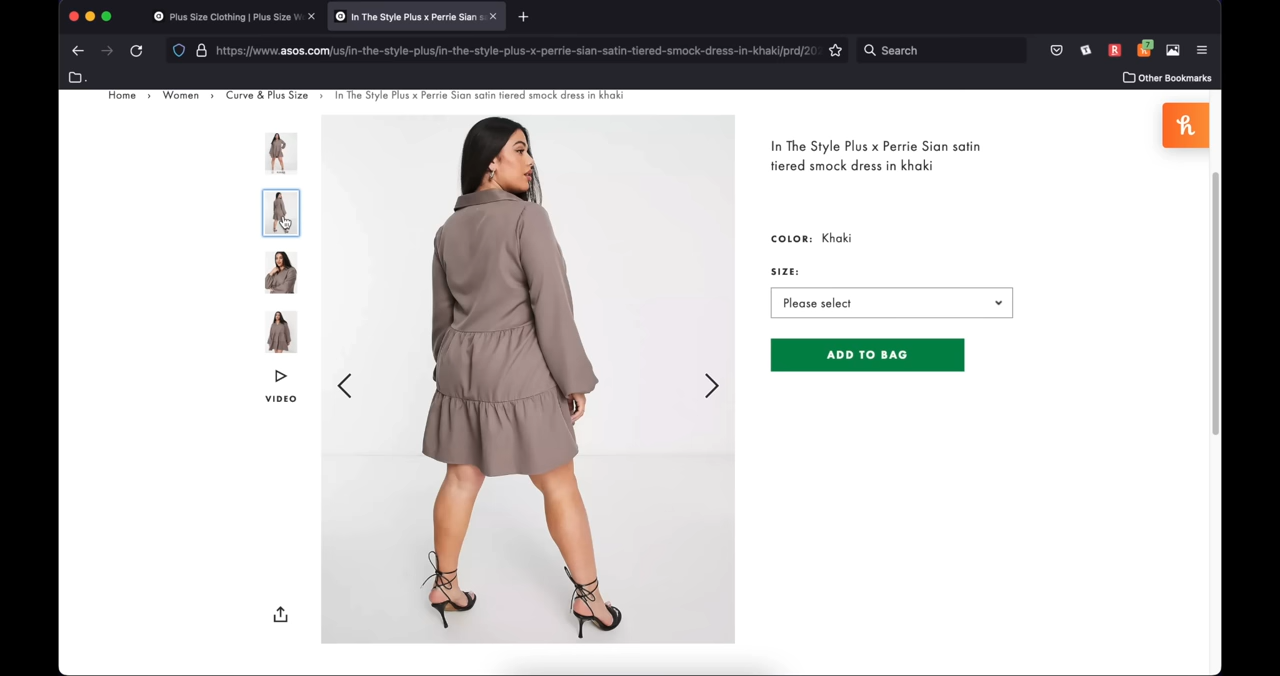 Plus Size Clothing | Plus Size W
In The Style Plus x Perrie Sian s
https://www.asos.com/us/in-the-style-plus/in-the-style-plus-x-perrie-sian-satin-tiered-smock-dress-in-khaki/prd/20
Search
R
7
.
Other Bookmarks
Home › Women › Curve & Plus Size › In The Style Plus x Perrie Sian satin tiered smock dress in khaki
h
In The Style Plus x Perrie Sian satin
tiered smock dress in khaki
COLOR: Khaki
SIZE:
Please select
ADD TO BAG
VIDEO